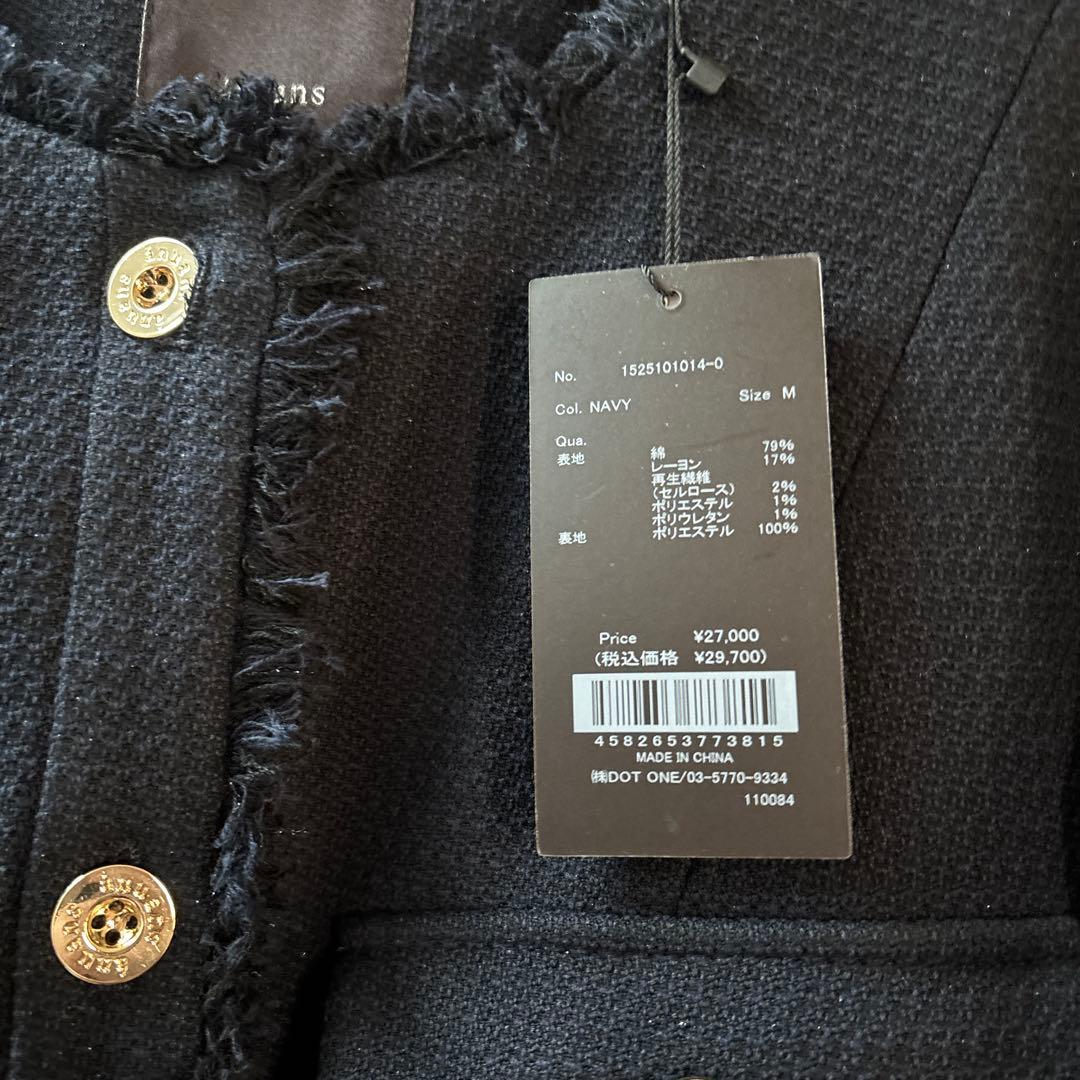 No. 1525101014-0
Col. NAVY Size M
Qua.
表地 綿 79%
レーヨン 17%
再生繊維
(セルロース) 2%
ポリエステル 1%
ポリウレタン 1%
裏地 ポリエステル 100%
Price ¥27,000
(税込価格 ¥29,700)
4582653773815
MADE IN CHINA
㈱DOT ONE/03-5770-9334
110084